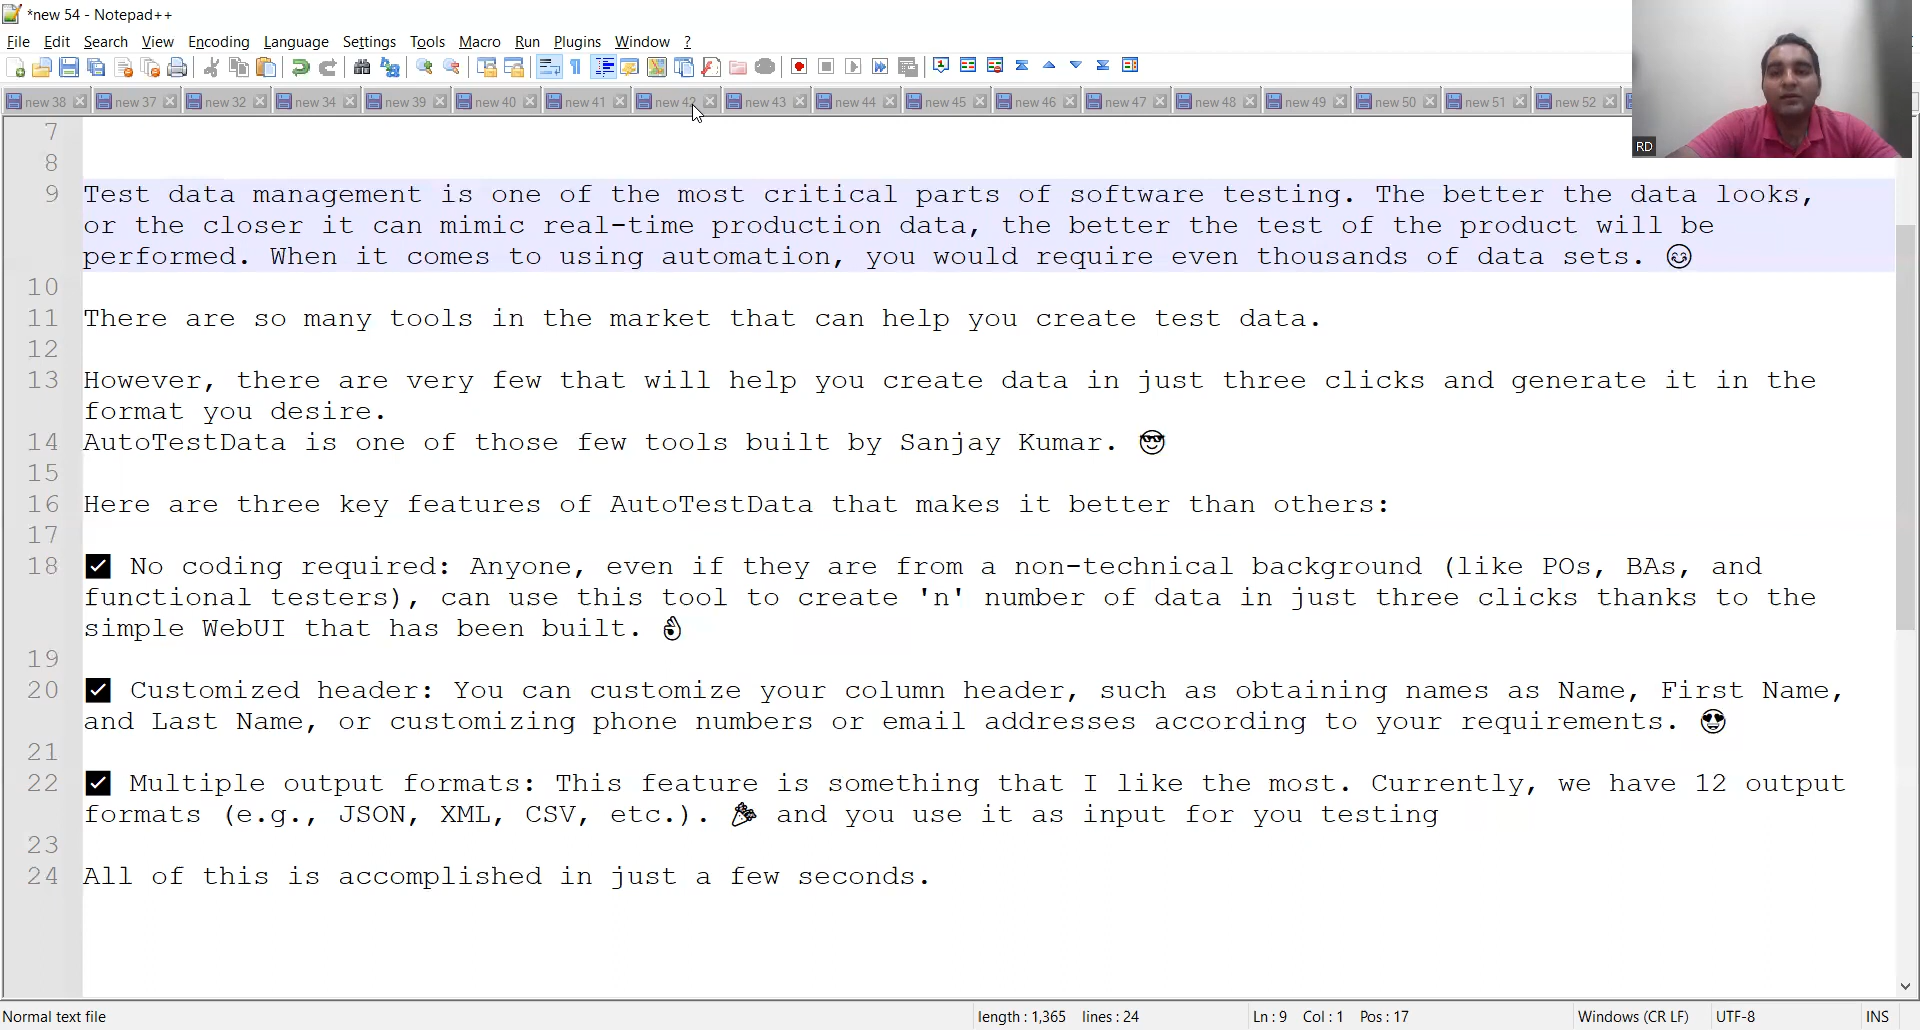 *new 54 - Notepad++
File Edit Search View Encoding Language Settings Tools Macro Run Plugins Window ?
new 38 new 37 new 32 new 34 new 39 new 40 new 41 new 42 new 43 new 44 new 45 new 46 new 47 new 48 new 49 new 50 new 51 new 52
RD
7
8
9 Test data management is one of the most critical parts of software testing. The better the data looks,
or the closer it can mimic real-time production data, the better the test of the product will be
performed. When it comes to using automation, you would require even thousands of data sets. 😊
10
11 There are so many tools in the market that can help you create test data.
12
13 However, there are very few that will help you create data in just three clicks and generate it in the
format you desire.
14 AutoTestData is one of those few tools built by Sanjay Kumar. 😎
15
16 Here are three key features of AutoTestData that makes it better than others:
17
18 ✅ No coding required: Anyone, even if they are from a non-technical background (like POs, BAs, and
functional testers), can use this tool to create 'n' number of data in just three clicks thanks to the
simple WebUI that has been built. 👌
19
20 ✅ Customized header: You can customize your column header, such as obtaining names as Name, First Name,
and Last Name, or customizing phone numbers or email addresses according to your requirements. 😍
21
22 ✅ Multiple output formats: This feature is something that I like the most. Currently, we have 12 output
formats (e.g., JSON, XML, CSV, etc.). 🎉 and you use it as input for you testing
23
24 All of this is accomplished in just a few seconds.
Normal text file length : 1,365 lines : 24 Ln : 9 Col : 1 Pos : 17 Windows (CR LF) UTF-8 INS